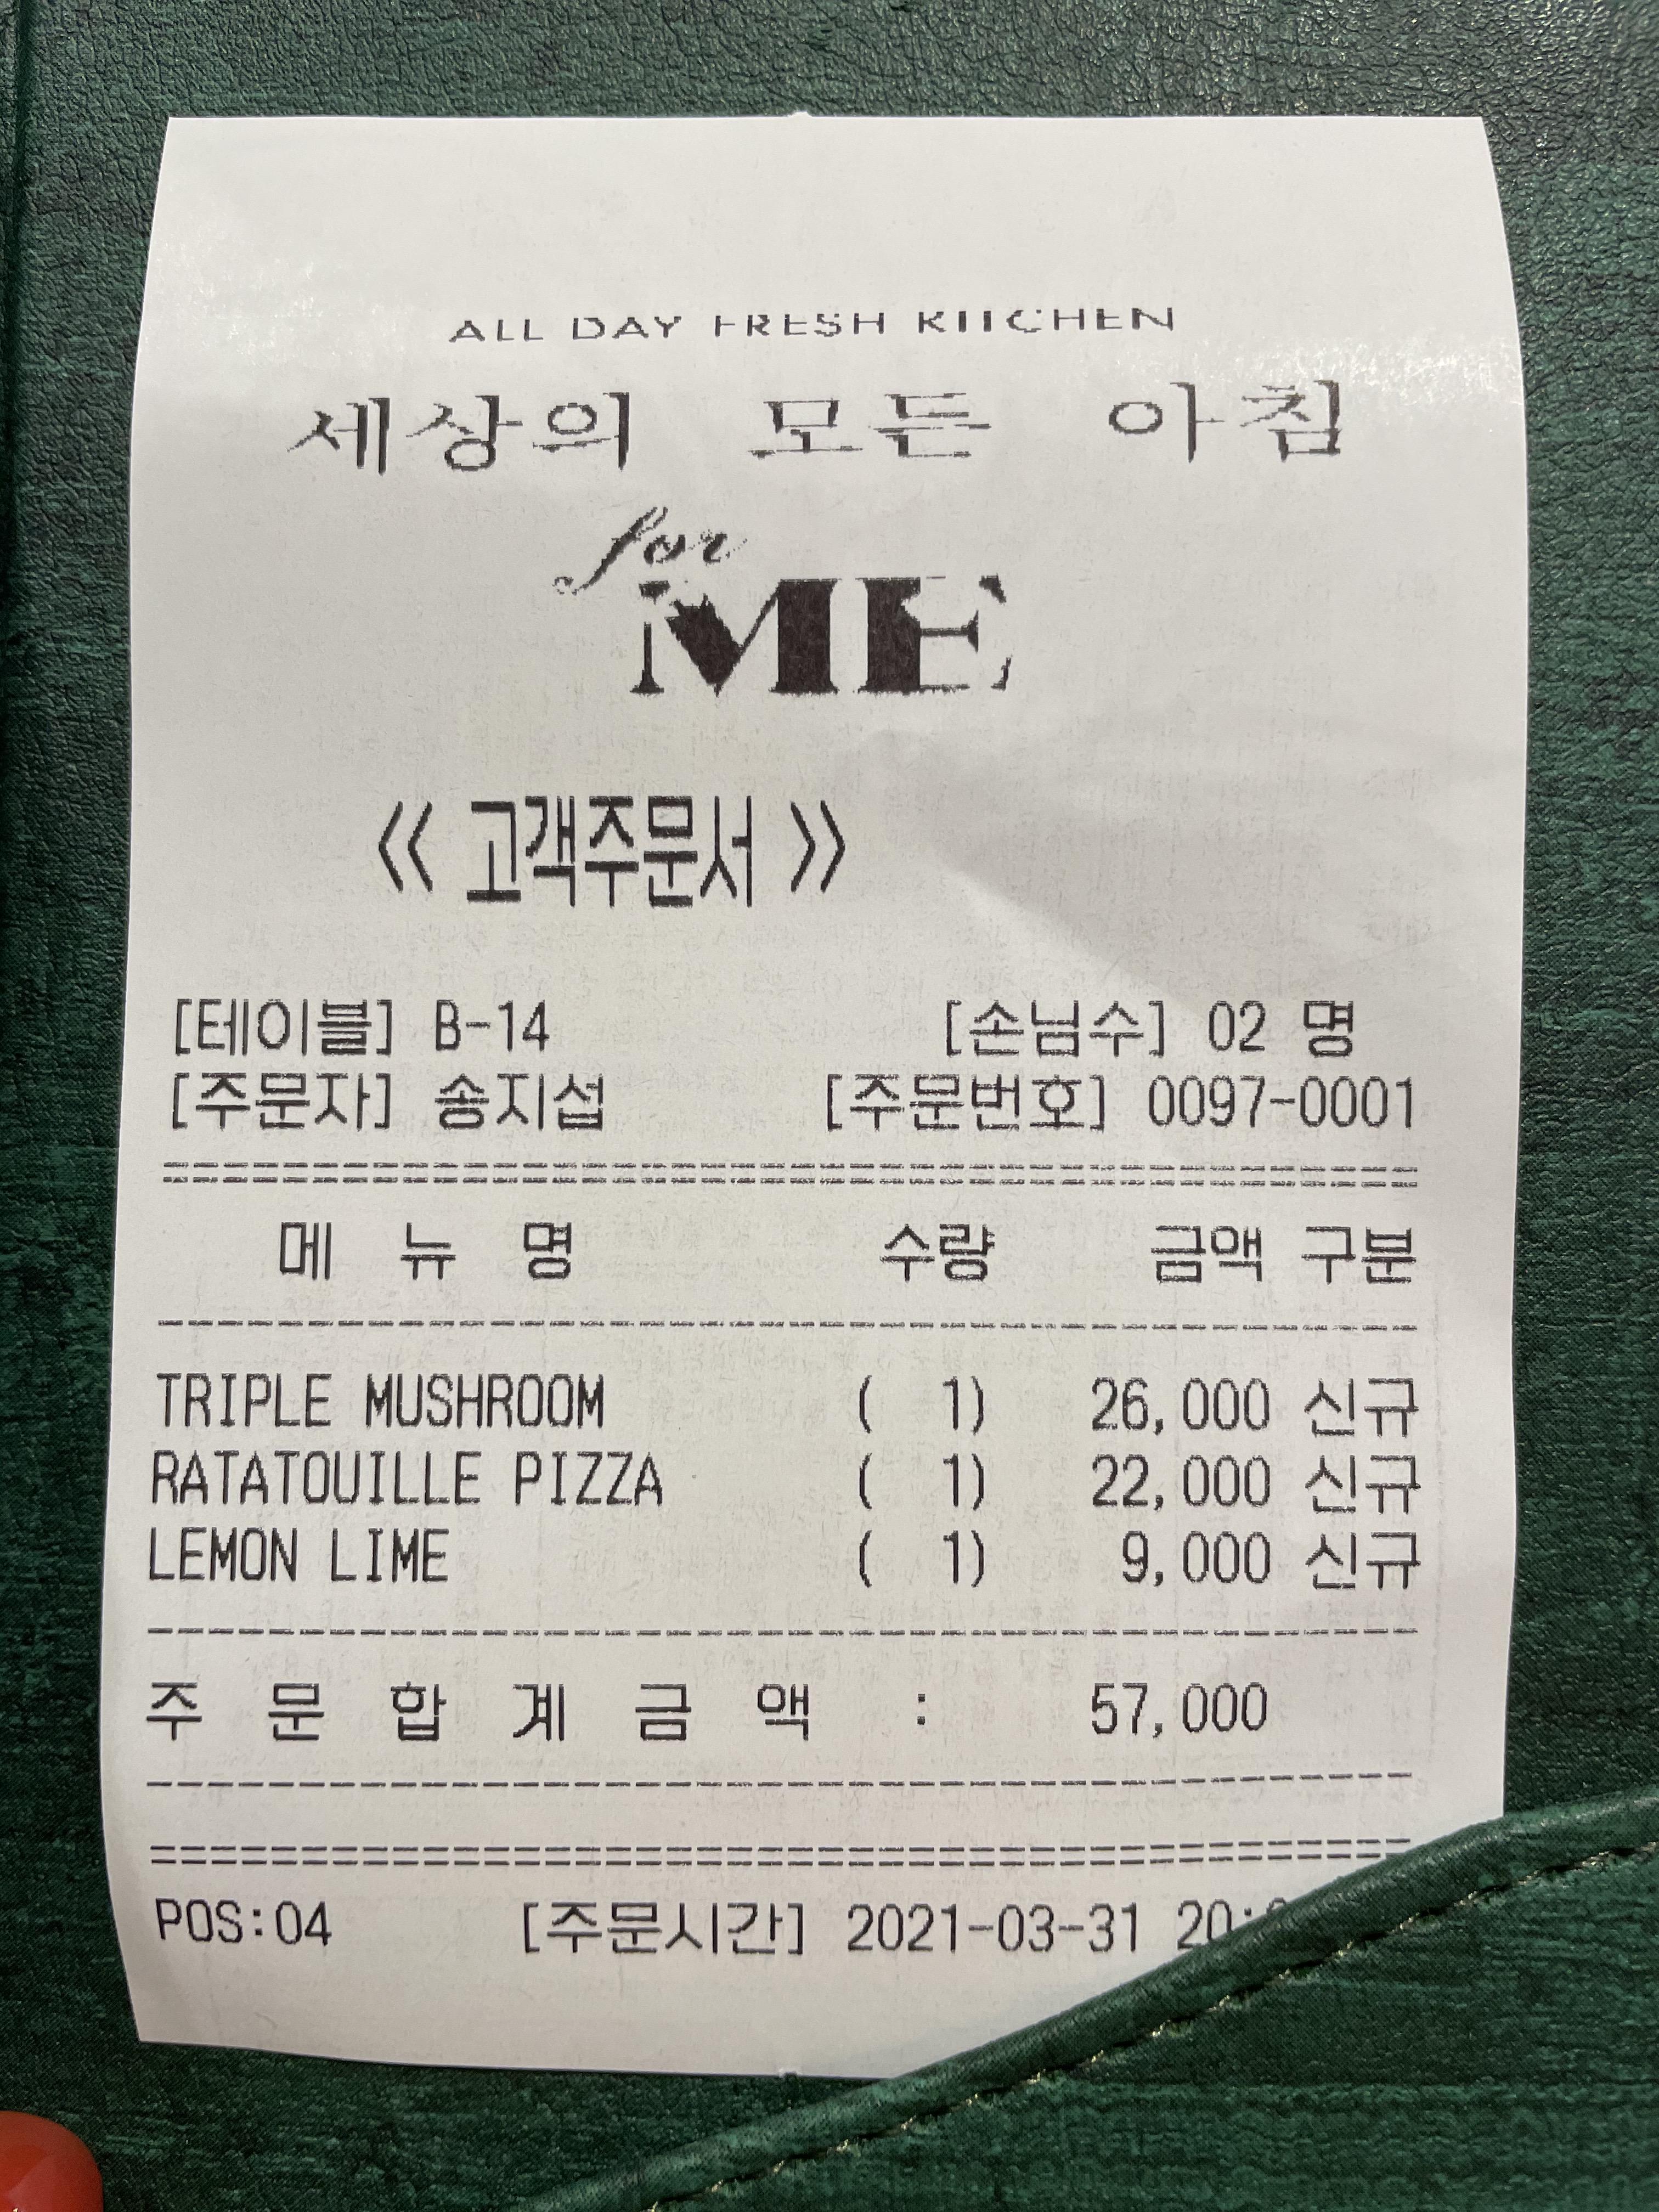 ALL DAY FRESH KITCHEN
세상의 모든 아침
for
ME
《 고객주문서 》
[테이블] B-14 [손님수] 02 명
[주문자] 송지섭 [주문번호] 0097-0001
메 뉴 명 수량 금액 구분
TRIPLE MUSHROOM ( 1) 26,000 신규
RATATOUILLE PIZZA ( 1) 22,000 신규
LEMON LIME ( 1) 9,000 신규
주 문 합 계 금 액 : 57,000
POS:04 [주문시간] 2021-03-31 20: